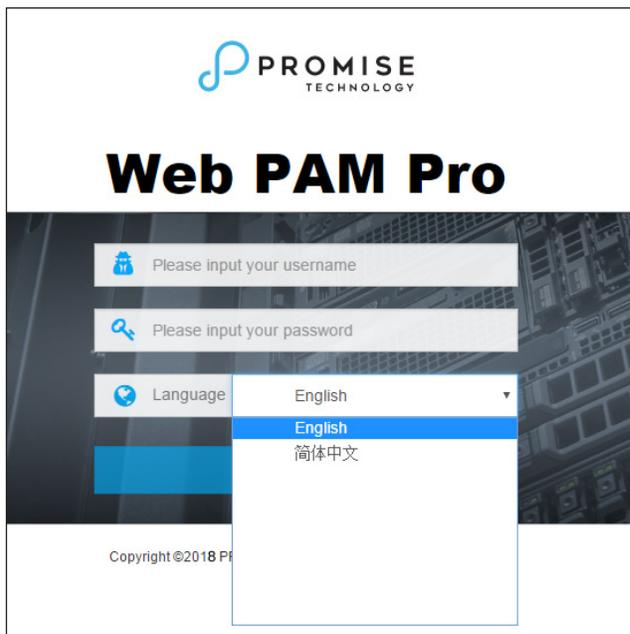 PROMISE
TECHNOLOGY
Web PAM Pro
Please input your username
Please input your password
Language English
English
简体中文
Copyright ©2018